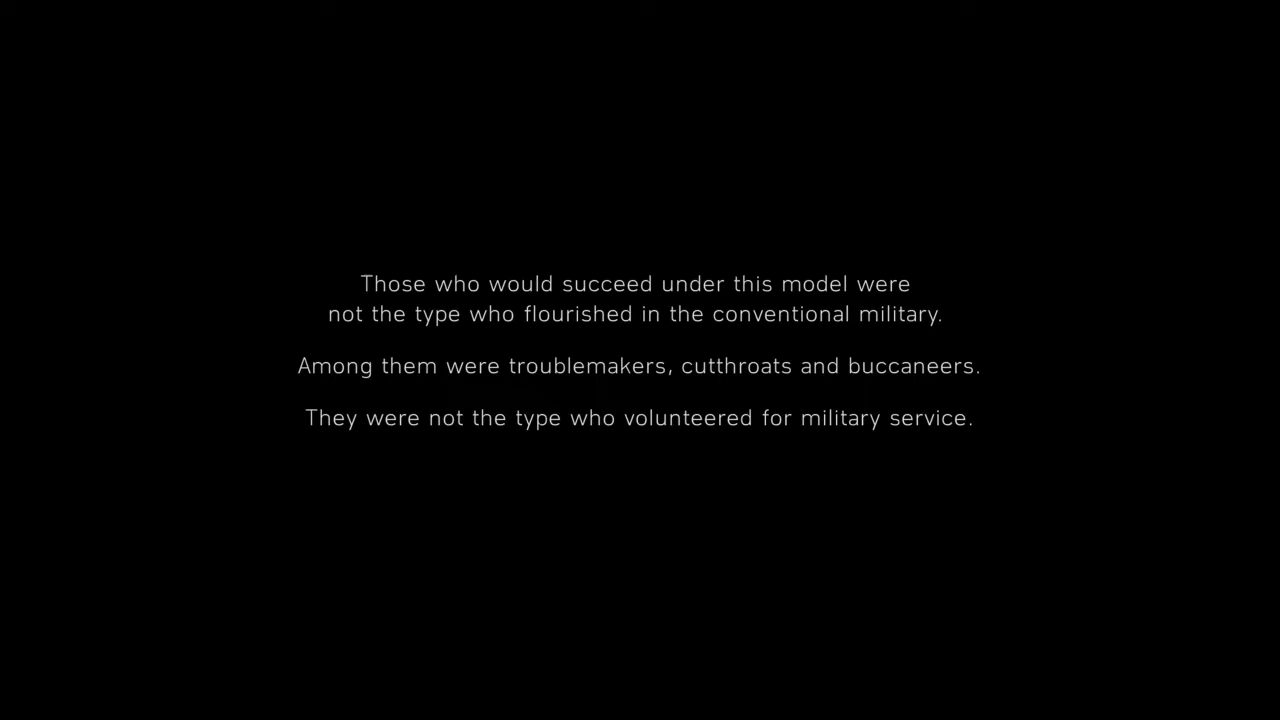 Those who would succeed under this model were
not the type who flourished in the conventional military.
Among them were troublemakers, cutthroats and buccaneers.
They were not the type who volunteered for military service.